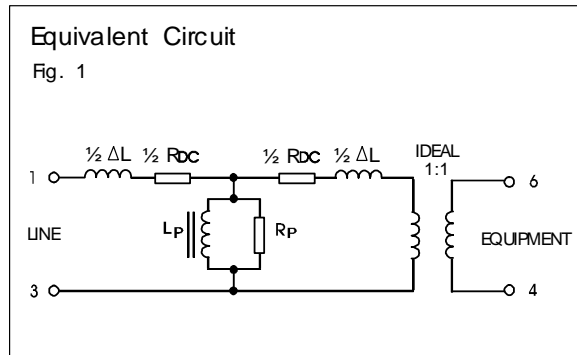 Equivalent Circuit
Fig. 1
½ ΔL ½ RDC ½ RDC ½ ΔL IDEAL
1:1
1 6
LP RP
LINE EQUIPMENT
3 4